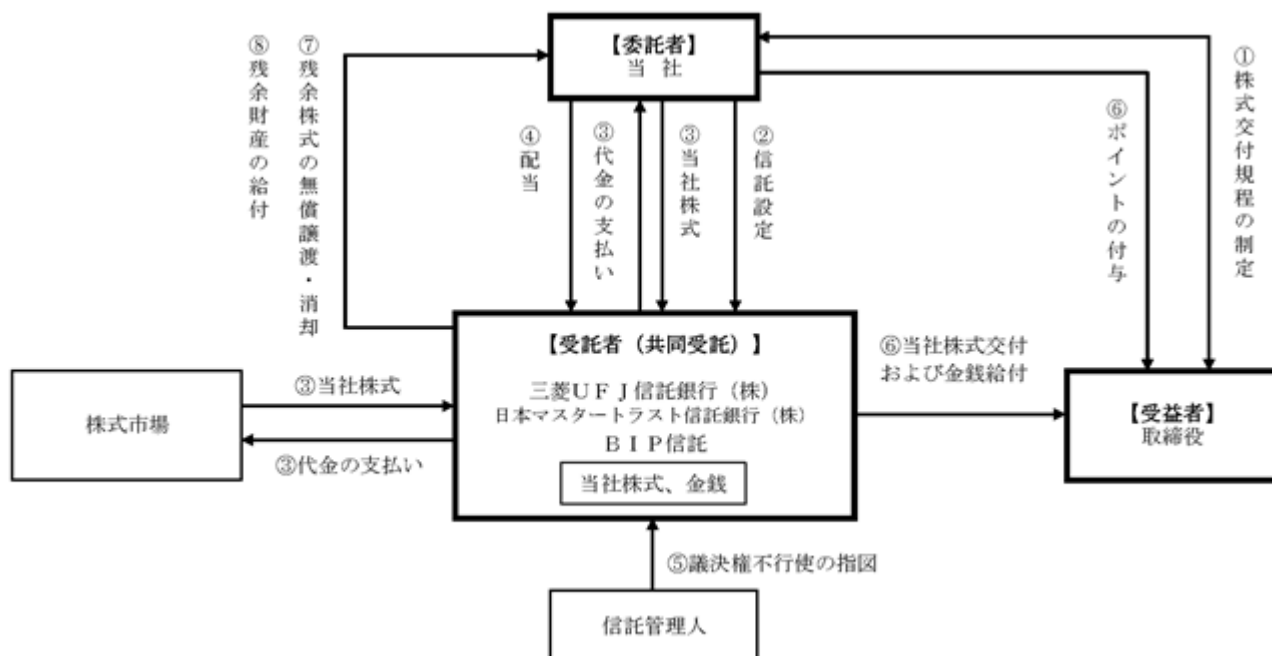 【委託者】
当 社
⑧残余財産の給付
⑦残余株式の無償譲渡・消却
④配当
③代金の支払い
③当社株式
②信託設定
⑥ポイントの付与
①株式交付規程の制定
【受託者(共同受託)】
三菱UFJ信託銀行(株)
日本マスタートラスト信託銀行(株)
BIP信託
当社株式、金銭
株式市場
③当社株式
③代金の支払い
⑥当社株式交付
および金銭給付
【受益者】
取締役
⑤議決権不行使の指図
信託管理人